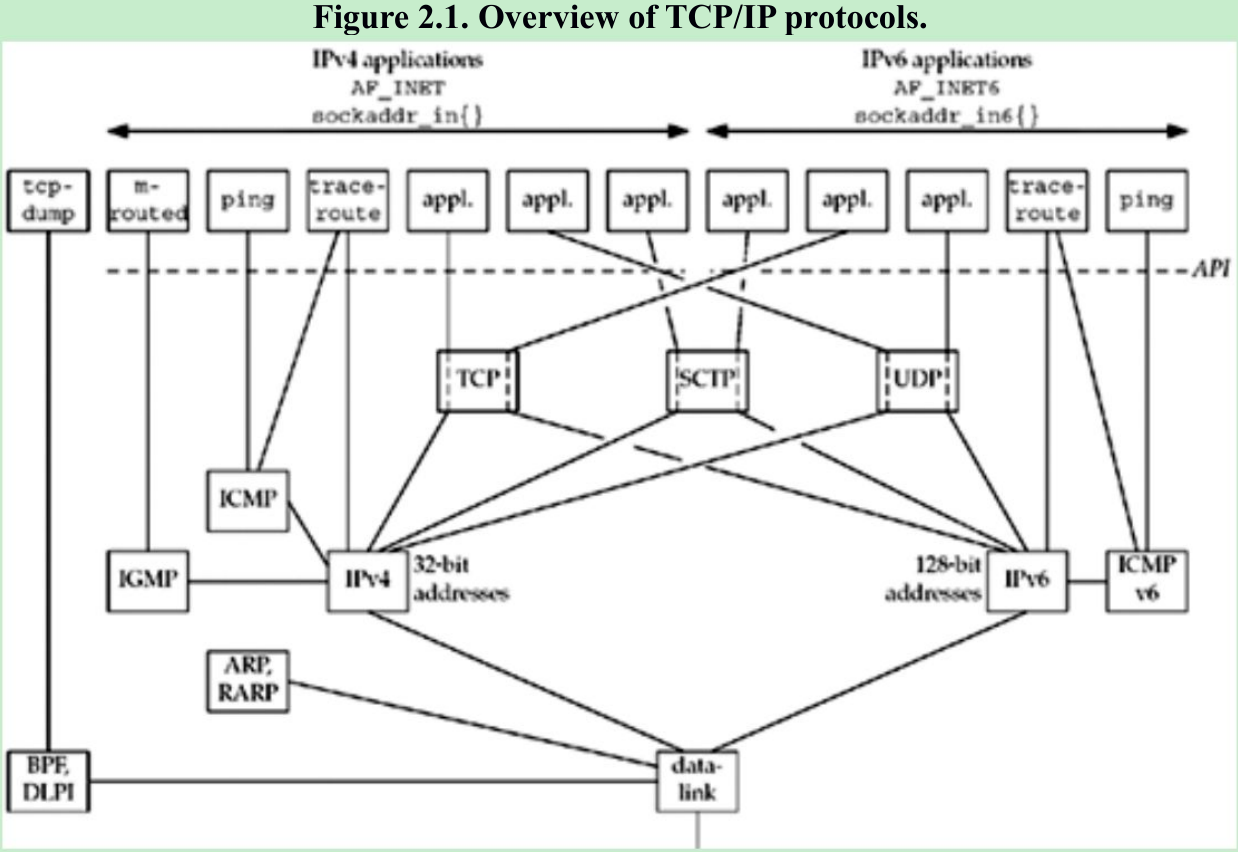 Figure 2.1. Overview of TCP/IP protocols.
IPv4 applications
AF_INET
sockaddr_in{}
IPv6 applications
AF_INET6
sockaddr_in6{}
tcp-
dump
m-
routed
ping
trace-
route
appl.
appl.
appl.
appl.
appl.
appl.
trace-
route
ping
API
TCP
SCTP
UDP
ICMP
IGMP
IPv4
32-bit
addresses
128-bit
addresses
IPv6
ICMP
v6
ARP,
RARP
BPF,
DLPI
data-
link